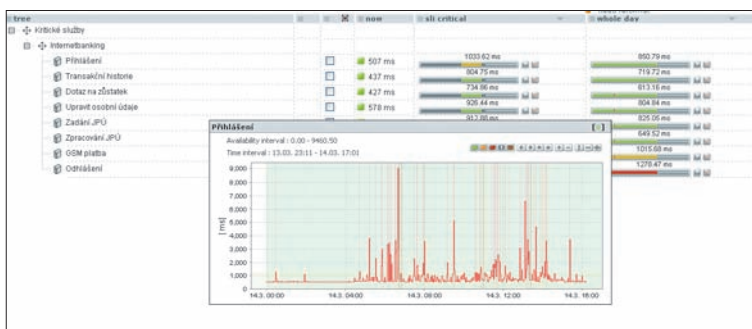 tree now sli critical whole day
Kritické služby
Internetbanking
Přihlášení 507 ms 1033.62 ms 850.79 ms
Transakční historie 437 ms 804.75 ms 719.72 ms
Dotaz na zůstatek 427 ms 734.86 ms 613.16 ms
Upravit osobní údaje 578 ms 926.44 ms 804.84 ms
Zadání JPÚ 825.05 ms
Zpracování JPÚ 649.52 ms
GSM platba 1015.68 ms
Odhlášení 1278.47 ms
Přihlášení
Availability interval : 0.00 - 9460.50
Time interval : 13.03. 23:11 - 14.03. 17:01
[ms]
9,000
8,000
7,000
6,000
5,000
4,000
3,000
2,000
1,000
0
14.3. 00:00 14.3. 04:00 14.3. 08:00 14.3. 12:00 14.3. 16:00